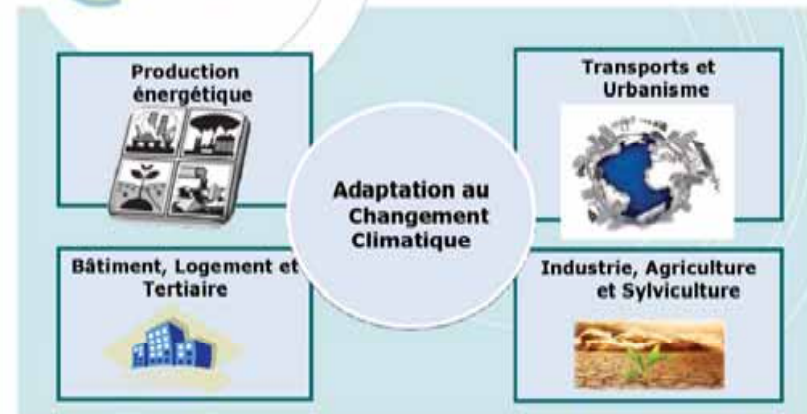 Production
énergétique
Transports et
Urbanisme
Adaptation au
Changement
Climatique
Bâtiment, Logement et
Tertiaire
Industrie, Agriculture
et Sylviculture